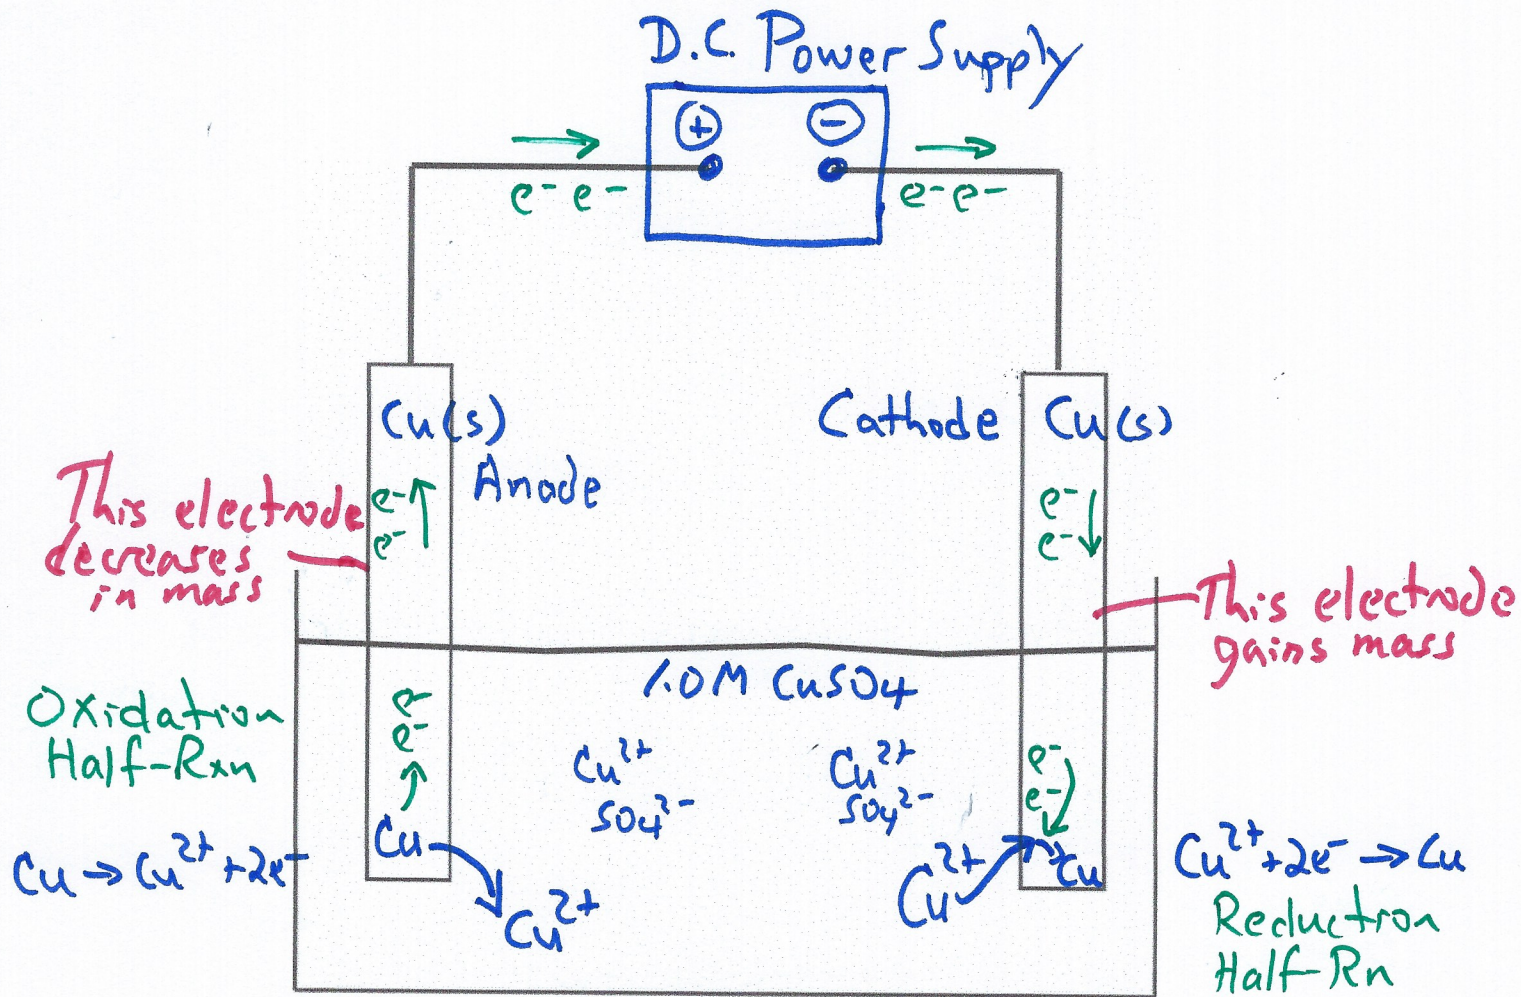 D.C. Power Supply
+
−
e⁻ e⁻
e⁻ e⁻
Cu(s)
Anode
Cathode
Cu(s)
This electrode
decreases
in mass
e⁻
e⁻
e⁻
e⁻
This electrode
gains mass
1.0M CuSO4
Oxidation
Half-Rxn
Cu → Cu²⁺ + 2e⁻
e⁻
e⁻
Cu
Cu²⁺
Cu²⁺
SO₄²⁻
Cu²⁺
SO₄²⁻
e⁻
e⁻
Cu²⁺
Cu
Cu²⁺ + 2e⁻ → Cu
Reduction
Half-Rn